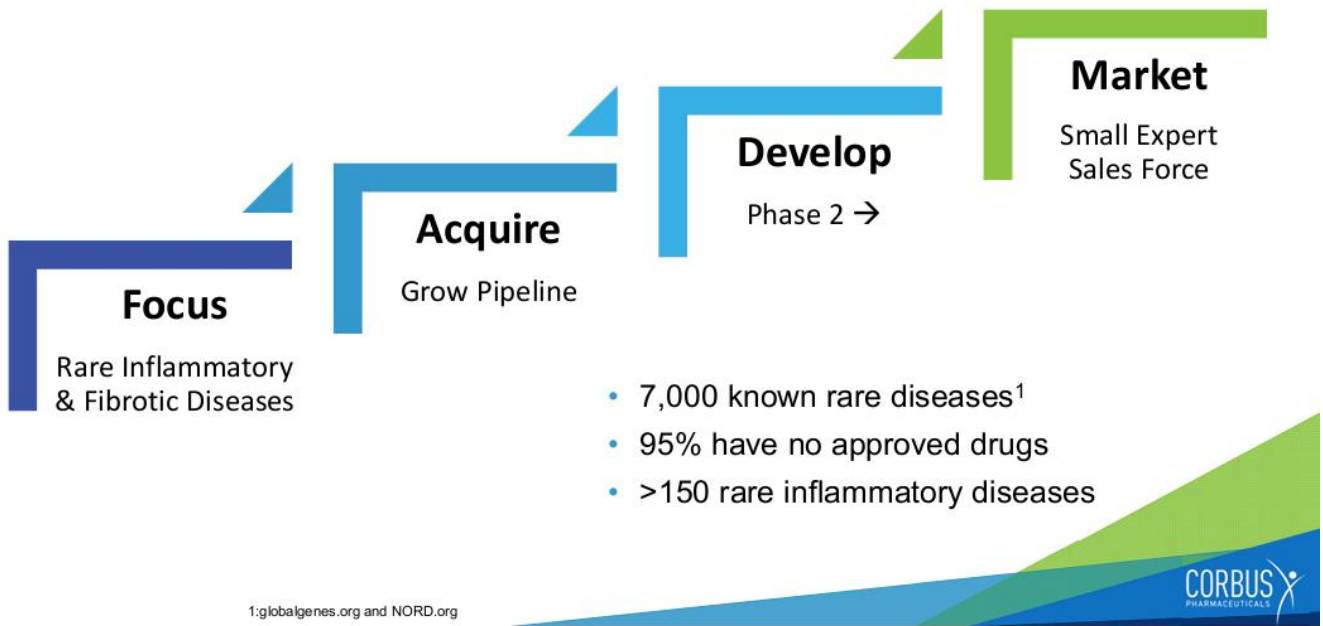 Focus
Rare Inflammatory
& Fibrotic Diseases
Acquire
Grow Pipeline
Develop
Phase 2 →
Market
Small Expert
Sales Force
• 7,000 known rare diseases¹
• 95% have no approved drugs
• >150 rare inflammatory diseases
1:globalgenes.org and NORD.org
CORBUS
PHARMACEUTICALS